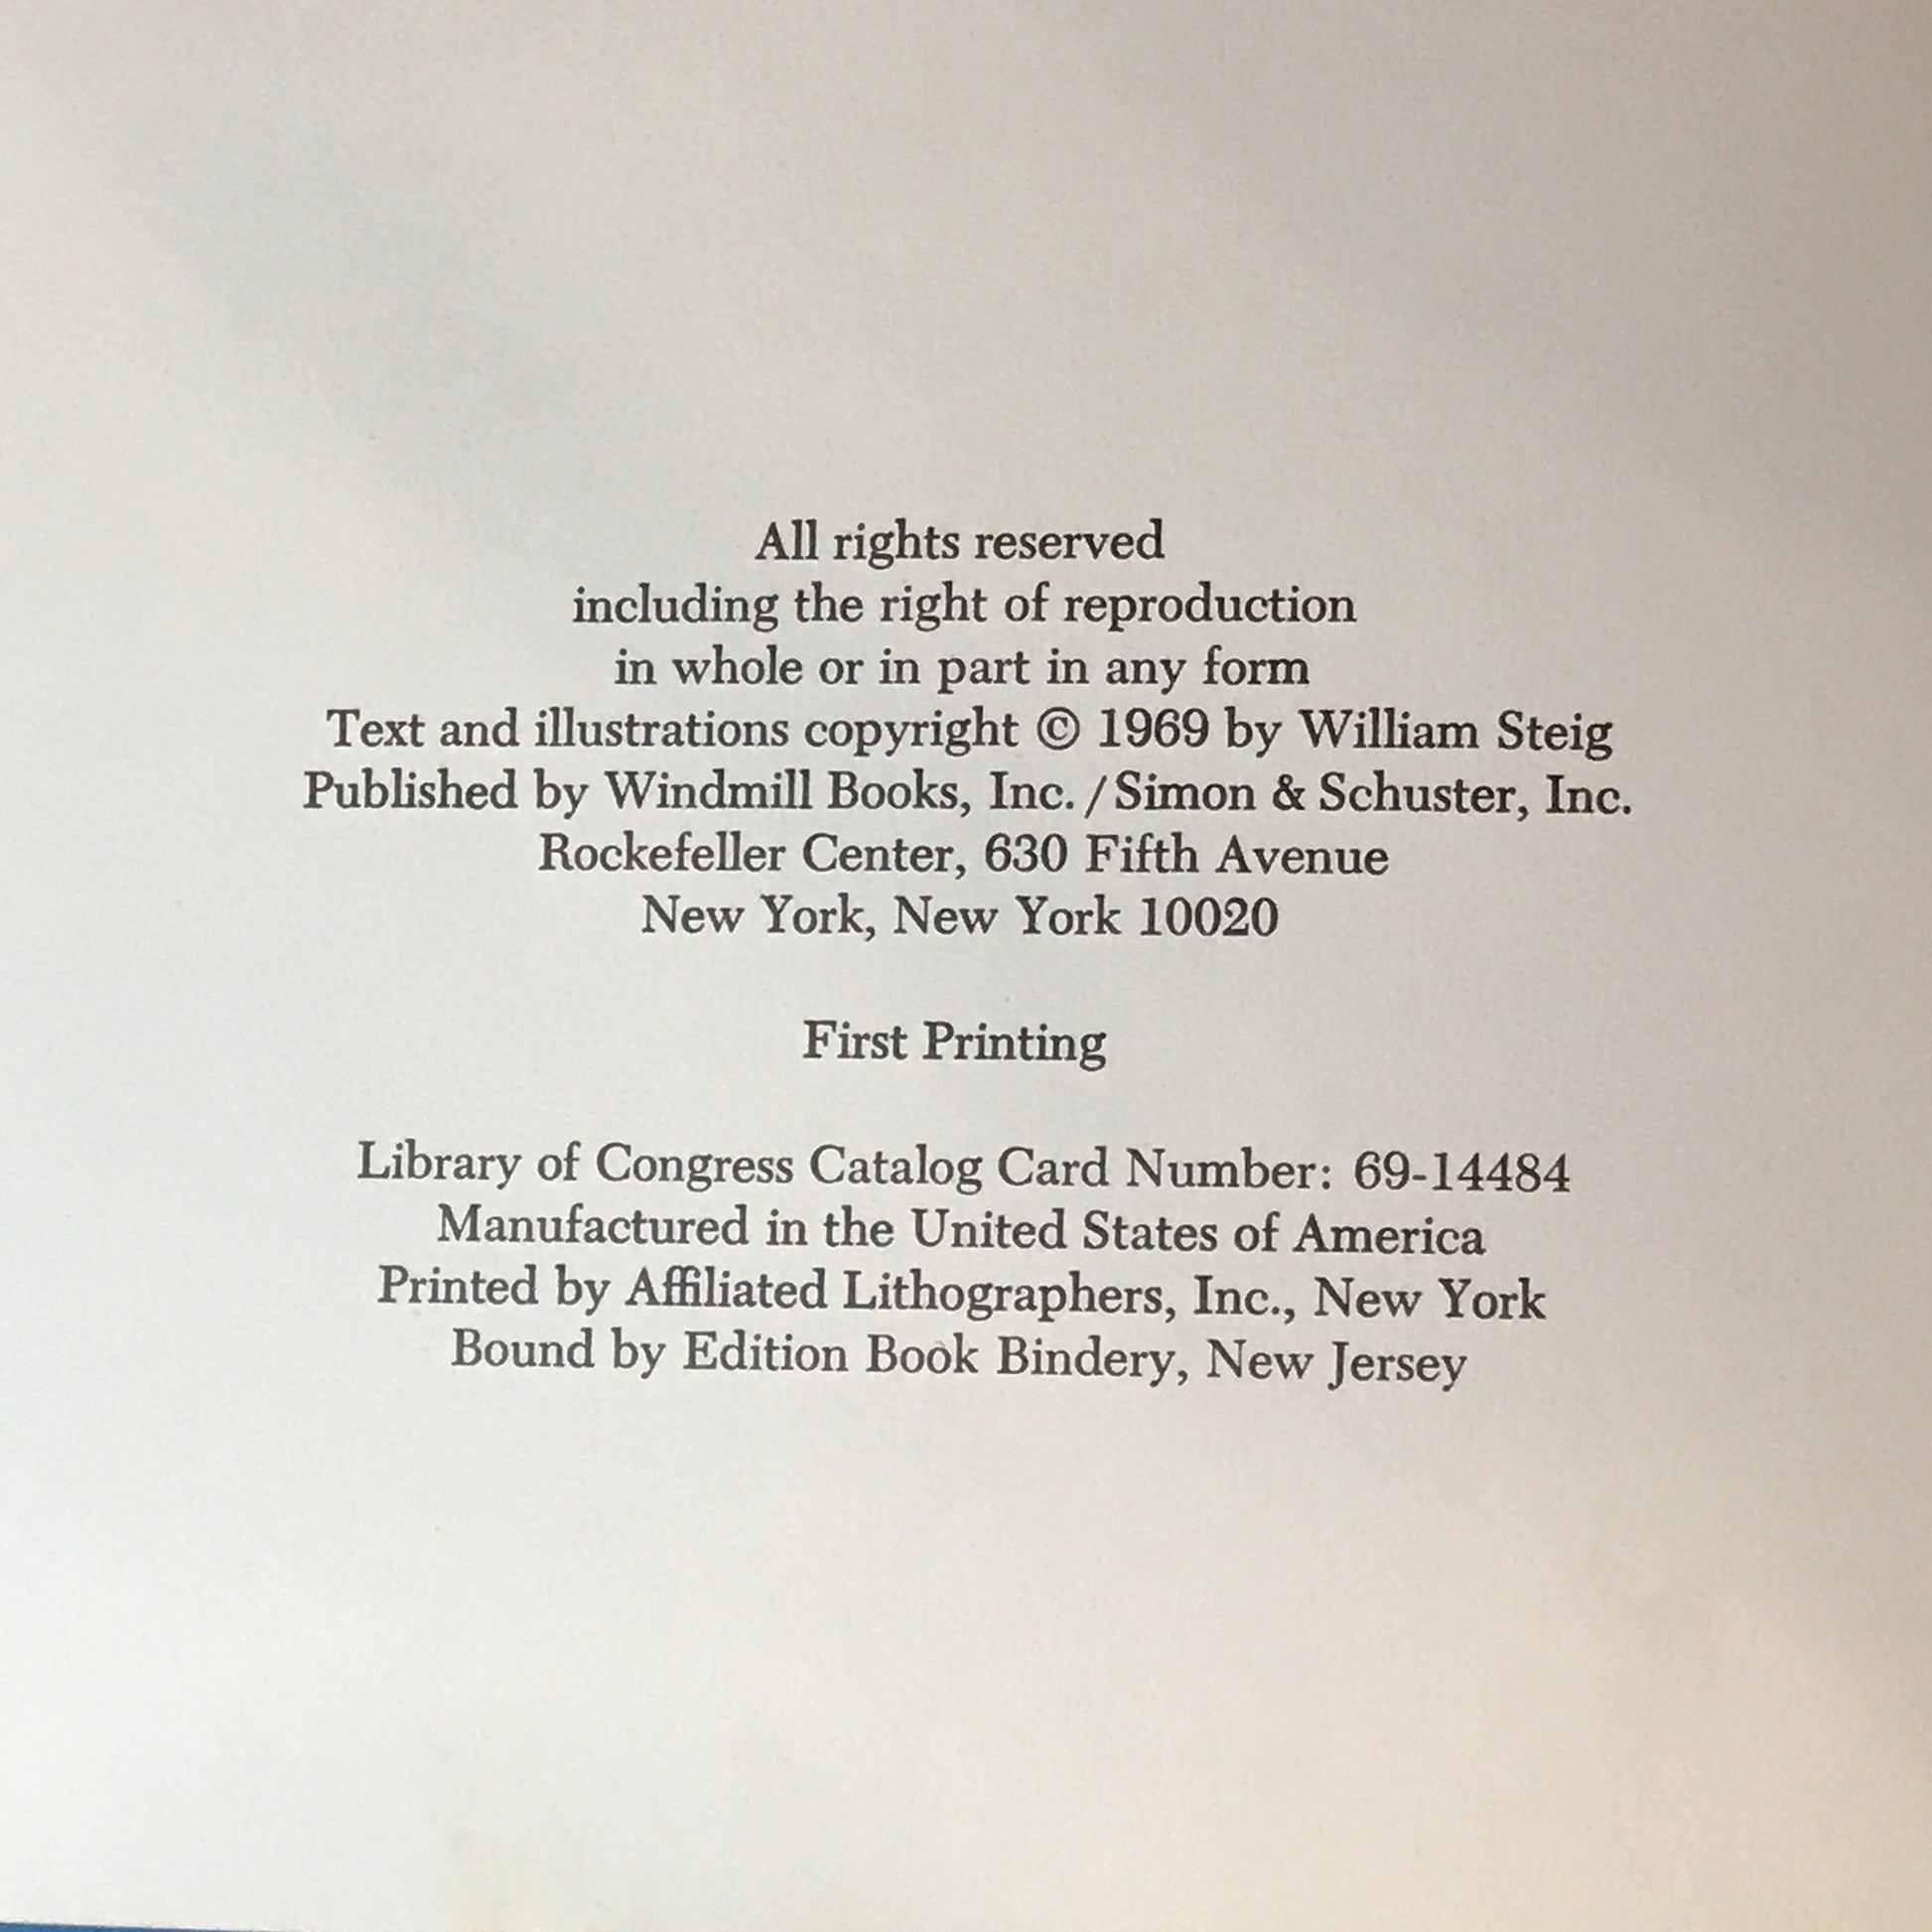 All rights reserved
including the right of reproduction
in whole or in part in any form
Text and illustrations copyright © 1969 by William Steig
Published by Windmill Books, Inc./Simon & Schuster, Inc.
Rockefeller Center, 630 Fifth Avenue
New York, New York 10020
First Printing
Library of Congress Catalog Card Number: 69-14484
Manufactured in the United States of America
Printed by Affiliated Lithographers, Inc., New York
Bound by Edition Book Bindery, New Jersey